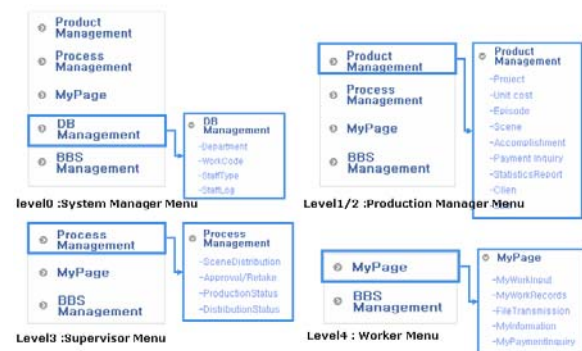 Product
Management
Process
Management
MyPage
DB
Management
BBS
Management
DB
Management
-Department
-WorkCode
-StaffType
-StaffLog
level0 :System Manager Menu
Product
Management
Process
Management
MyPage
BBS
Management
Product
Management
-Project
-Unit cost
-Episode
-Scene
-Accomplishment
-Payment Inquiry
-StatisticsReport
-Clien
Level1/2 :Production Manager Menu
Process
Management
MyPage
BBS
Management
Process
Management
-SceneDistribution
-Approval/Retake
-ProductionStatus
-DistributionStatus
Level3 :Supervisor Menu
MyPage
BBS
Management
MyPage
-MyWorkInput
-MyWorkRecords
-FileTransmission
-MyInformation
-MyPaymentInquiry
Level4 : Worker Menu